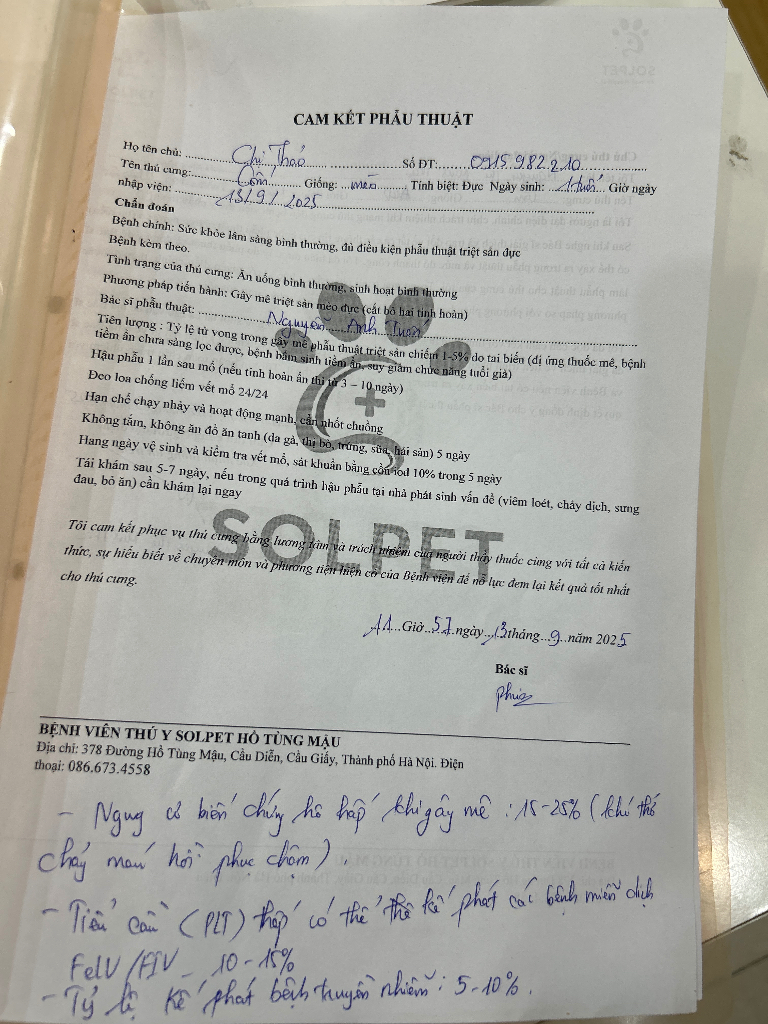 CAM KẾT PHẪU THUẬT
Họ tên chủ: Chị Thảo Số ĐT: 0915.982.210
Tên thú cưng: Cốm Giống: mèo Tính biệt: Đực Ngày sinh: 1 tuổi Giờ ngày
nhập viện: 13/9/2025
Chẩn đoán
Bệnh chính: Sức khỏe lâm sàng bình thường, đủ điều kiện phẫu thuật triệt sản đực
Bệnh kèm theo.
Tình trạng của thú cưng: Ăn uống bình thường, sinh hoạt bình thường
Phương pháp tiến hành: Gây mê triệt sản mèo đực (cắt bỏ hai tinh hoàn)
Bác sĩ phẫu thuật: Nguyễn Anh
Tiên lượng : Tỷ lệ tử vong trong gây mê phẫu thuật triệt sản chiếm 1-5% do tai biến (dị ứng thuốc mê, bệnh
tiềm ẩn chưa sàng lọc được, bệnh bẩm sinh tiềm ẩn, suy giảm chức năng tuổi già)
Hậu phẫu 1 lần sau mổ (nếu tinh hoàn ẩn thì từ 3 – 10 ngày)
Đeo loa chống liếm vết mổ 24/24
Hạn chế chạy nhảy và hoạt động mạnh, cần nhốt chuồng
Không tắm, không ăn đồ ăn tanh (da gà, thị bò, trứng, sữa, hải sản) 5 ngày
Hang ngày vệ sinh và kiểm tra vết mổ, sát khuẩn bằng cồn iod 10% trong 5 ngày
Tái khám sau 5-7 ngày, nếu trong quá trình hậu phẫu tại nhà phát sinh vấn đề (viêm loét, chảy dịch, sưng
đau, bỏ ăn) cần khám lại ngay
Tôi cam kết phục vụ thú cưng bằng lương tâm và trách nhiệm của người thầy thuốc cùng với tất cả kiến
thức, sự hiểu biết về chuyên môn và phương tiện hiện có của Bệnh viện để nỗ lực đem lại kết quả tốt nhất
cho thú cưng.
SOLPET
11 Giờ 57 ngày 13 tháng 9 năm 2025
Bác sĩ
BỆNH VIÊN THÚ Y SOLPET HỒ TÙNG MẬU
Địa chỉ: 378 Đường Hồ Tùng Mậu, Cầu Diễn, Cầu Giấy, Thành phố Hà Nội. Điện
thoại: 086.673.4558
- Nguy cơ biến chứng hô hấp khi gây mê : 15-25% (khó thở
chảy máu hồi phục chậm).
- Tiểu cầu (PLT) thấp có thể thể kế phát các bệnh miễn dịch
FelV/FIV - 10-15%
- Tỷ lệ kế phát bệnh truyền nhiễm: 5-10%.